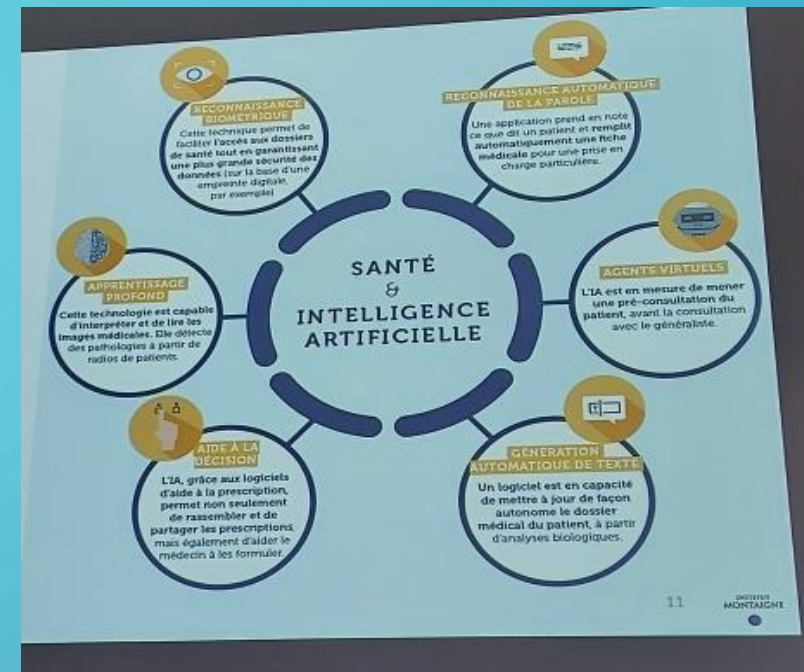 RECONNAISSANCE
BIOMÉTRIQUE
Cette technique permet de
faciliter l'accès aux dossiers
de santé tout en garantissant
une plus grande sécurité des
données (sur la base d'une
empreinte digitale,
par exemple)
RECONNAISSANCE AUTOMATIQUE
DE LA PAROLE
Une application prend en note
ce que dit un patient et remplit
automatiquement une fiche
médicale pour une prise en
charge particulière.
APPRENTISSAGE
PROFOND
Cette technologie est capable
d'interpréter et de lire les
images médicales. Elle détecte
des pathologies à partir de
radios de patients.
SANTÉ
&
INTELLIGENCE
ARTIFICIELLE
AGENTS VIRTUELS
L'IA est en mesure de mener
une pré-consultation du
patient, avant la consultation
avec le généraliste.
AIDE À LA
DÉCISION
L'IA, grâce aux logiciels
d'aide à la prescription,
permet non seulement
de rassembler et de
partager les prescriptions,
mais également d'aider le
médecin à les formuler.
GÉNÉRATION
AUTOMATIQUE DE TEXTE
Un logiciel est en capacité
de mettre à jour de façon
autonome le dossier
médical du patient, à partir
d'analyses biologiques.
11
INSTITUT
MONTAIGNE